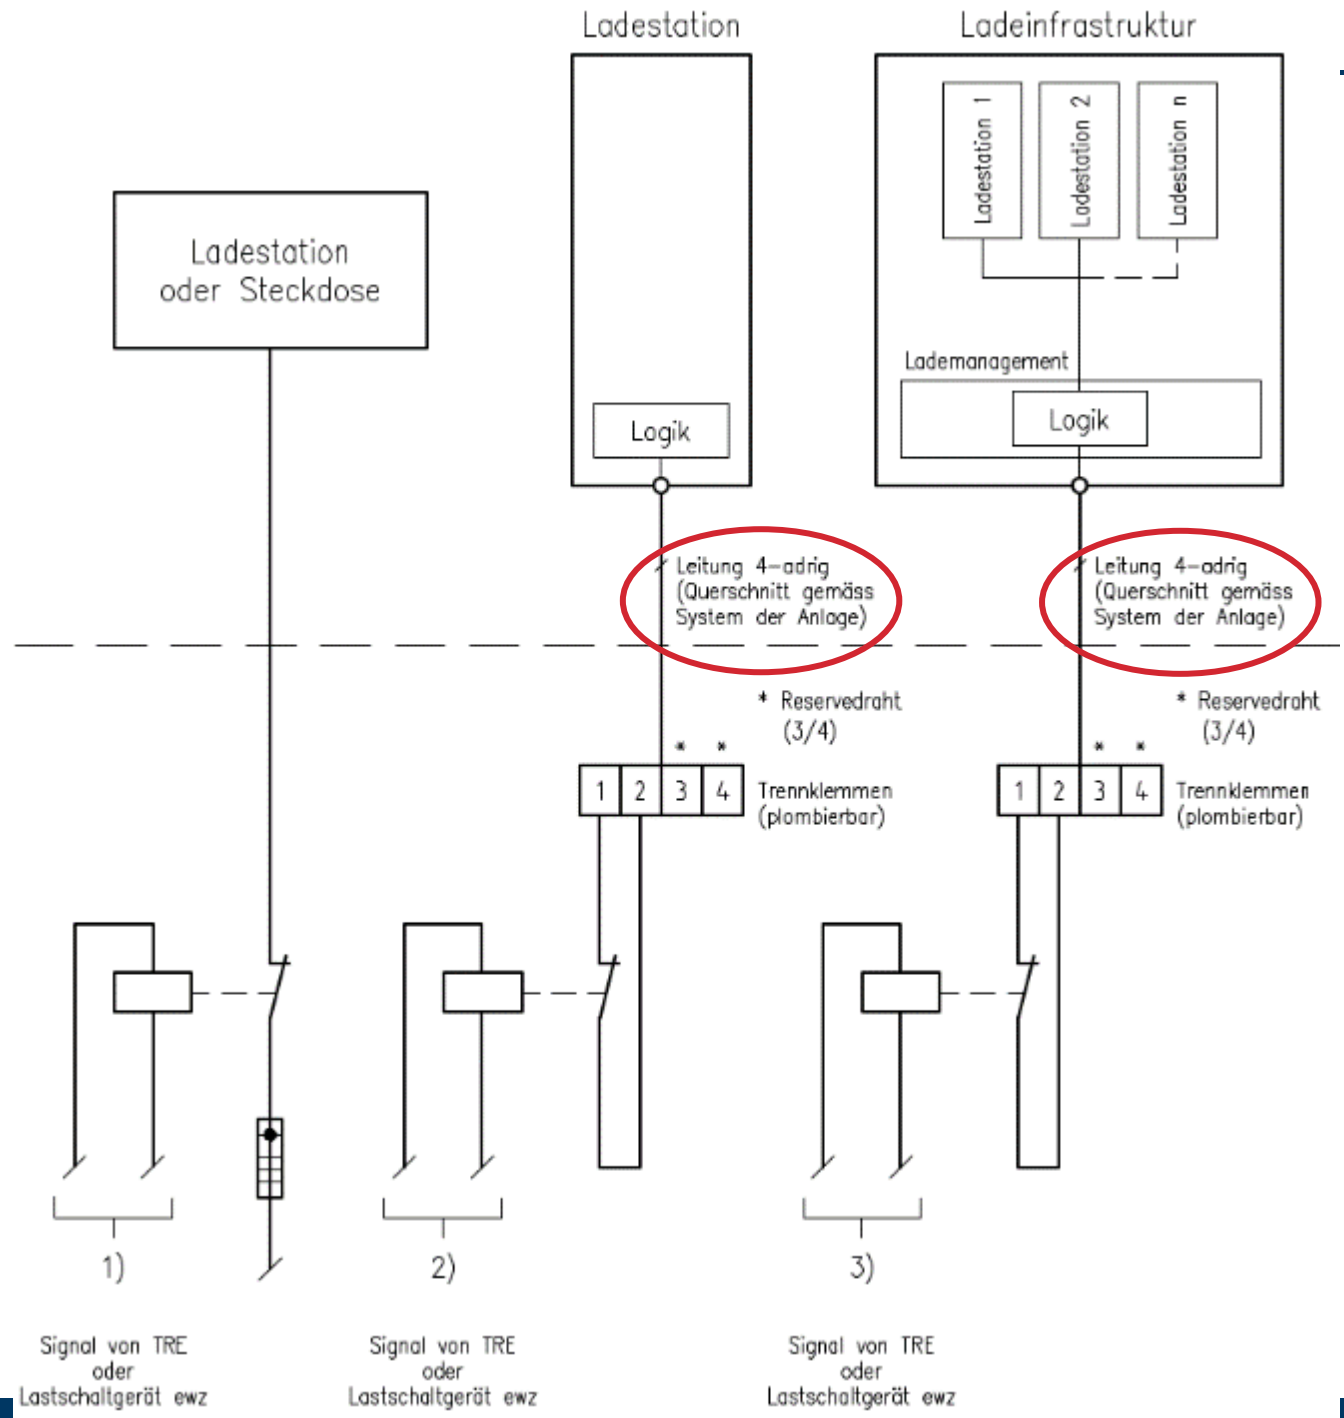 Ladestation
Ladeinfrastruktur
Ladestation 1
Ladestation 2
Ladestation n
Ladestation
oder Steckdose
Lademanagement
Logik
Logik
Leitung 4-adrig
(Querschnitt gemäss
System der Anlage)
Leitung 4-adrig
(Querschnitt gemäss
System der Anlage)
* Reservedraht
(3/4)
* Reservedraht
(3/4)
* *
* *
1 2 3 4
Trennklemmen
(plombierbar)
1 2 3 4
Trennklemmen
(plombierbar)
1)
2)
3)
Signal von TRE
oder
Lastschaltgerät ewz
Signal von TRE
oder
Lastschaltgerät ewz
Signal von TRE
oder
Lastschaltgerät ewz